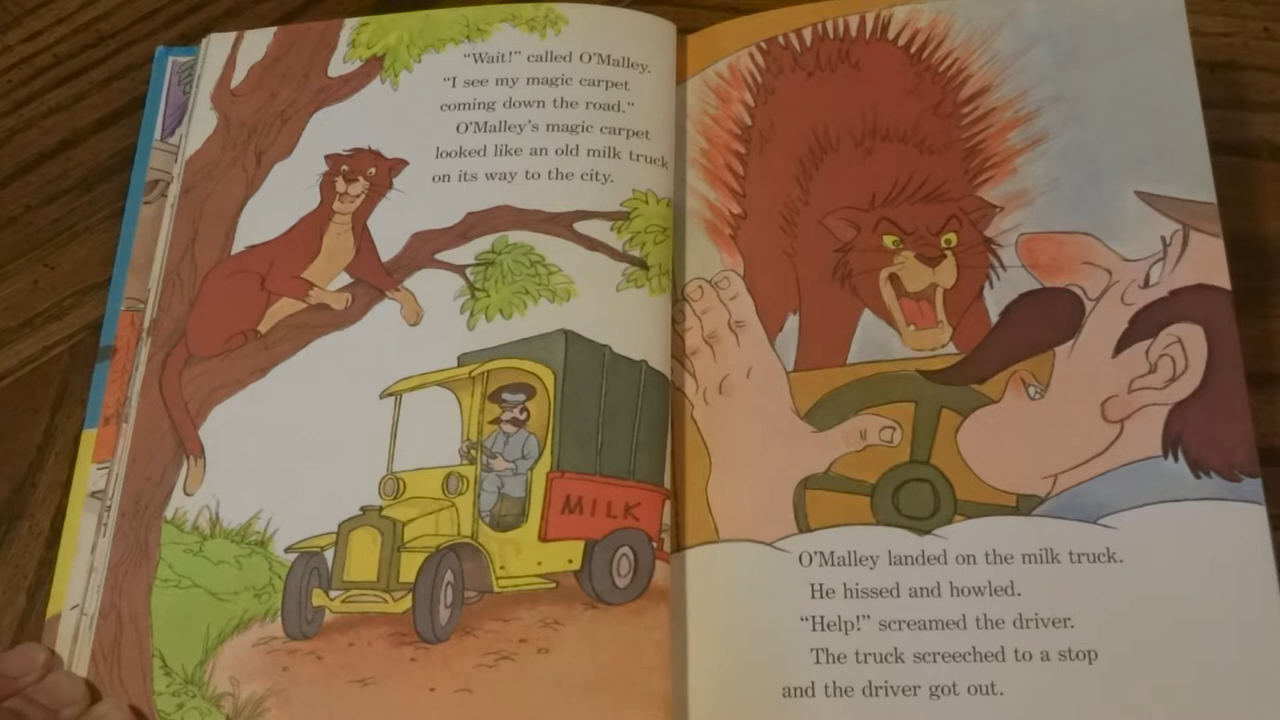 “Wait!” called O’Malley.
“I see my magic carpet
coming down the road.”
O’Malley’s magic carpet
looked like an old milk truck
on its way to the city.
MILK
O’Malley landed on the milk truck.
He hissed and howled.
“Help!” screamed the driver.
The truck screeched to a stop
and the driver got out.